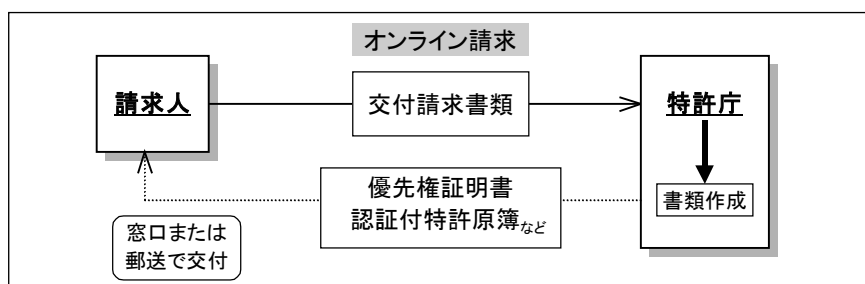 オンライン請求
請求人
交付請求書類
特許庁
書類作成
優先権証明書
認証付特許原簿など
窓口または
郵送で交付